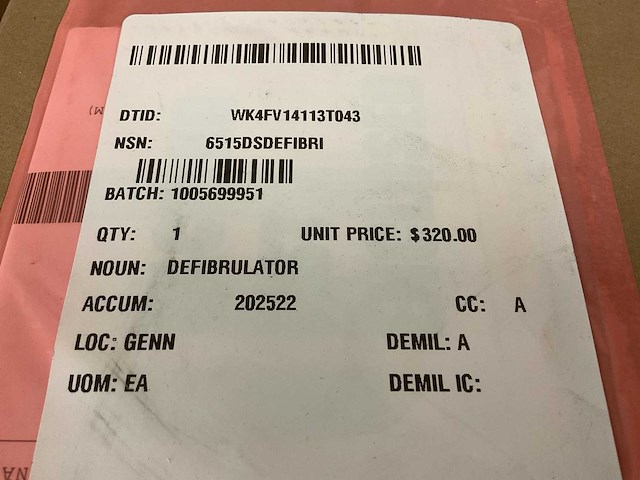 DTID: WK4FV14113T043
NSN: 6515DSDEFIBRI
BATCH: 1005699951
QTY: 1 UNIT PRICE: $320.00
NOUN: DEFIBRULATOR
ACCUM: 202522 CC: A
LOC: GENN DEMIL: A
UOM: EA DEMIL IC:
M)
NA